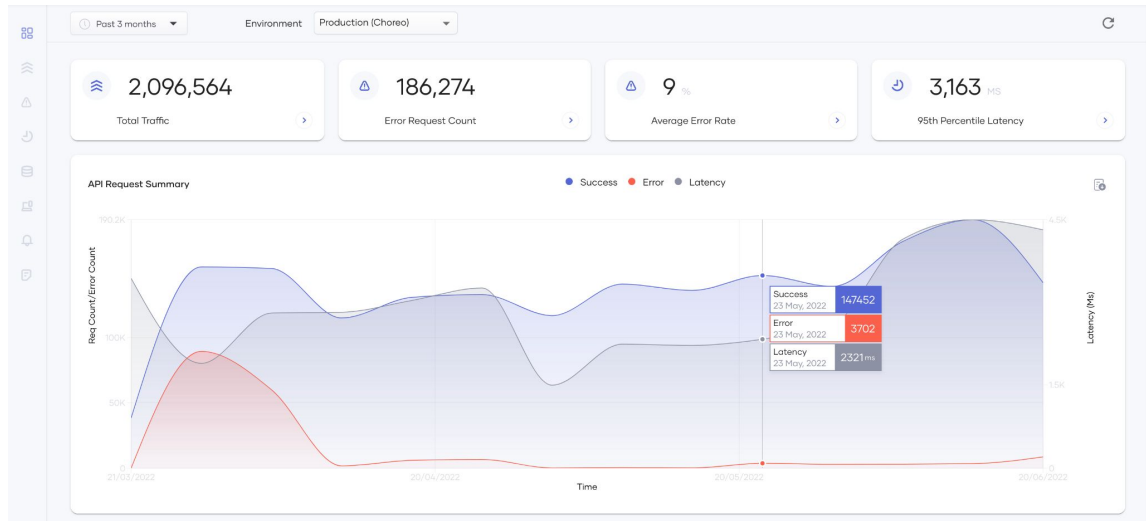 Past 3 months
Environment
Production (Choreo)
2,096,564
Total Traffic
186,274
Error Request Count
9 %
Average Error Rate
3,163 MS
95th Percentile Latency
API Request Summary
Success
Error
Latency
190.2K
100K
50K
0
Req Count/Error Count
4.5K
1.5K
0
Latency (Ms)
Success
23 May, 2022
147452
Error
23 May, 2022
3702
Latency
23 May, 2022
2321 ms
21/03/2022
20/04/2022
20/05/2022
20/06/2022
Time